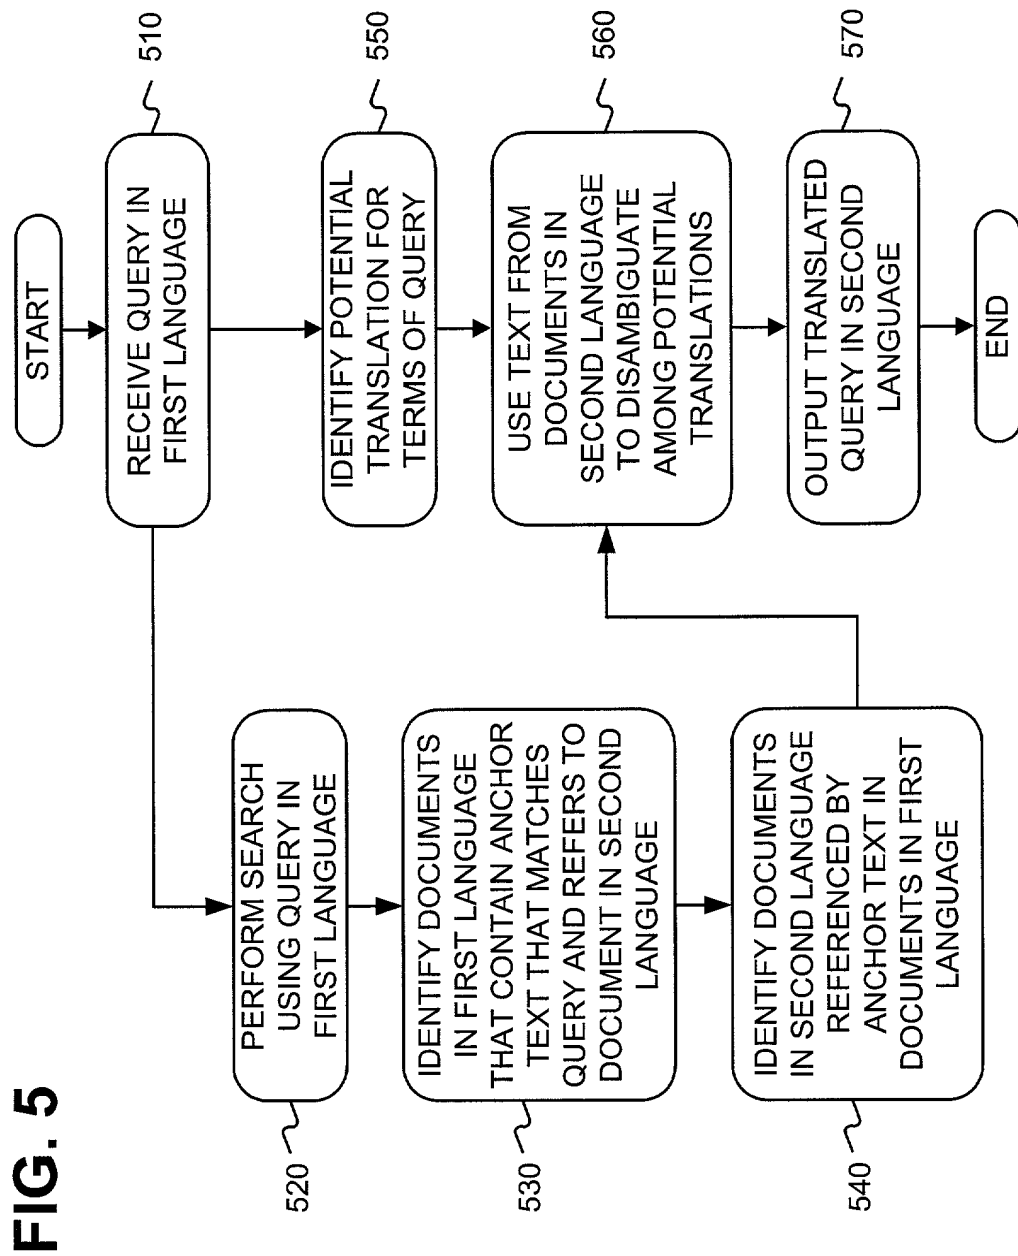 FIG. 5
START
RECEIVE QUERY IN
FIRST LANGUAGE
510
PERFORM SEARCH
USING QUERY IN
FIRST LANGUAGE
520
IDENTIFY DOCUMENTS
IN FIRST LANGUAGE
THAT CONTAIN ANCHOR
TEXT THAT MATCHES
QUERY AND REFERS TO
DOCUMENT IN SECOND
LANGUAGE
530
IDENTIFY DOCUMENTS
IN SECOND LANGUAGE
REFERENCED BY
ANCHOR TEXT IN
DOCUMENTS IN FIRST
LANGUAGE
540
IDENTIFY POTENTIAL
TRANSLATION FOR
TERMS OF QUERY
550
USE TEXT FROM
DOCUMENTS IN
SECOND LANGUAGE
TO DISAMBIGUATE
AMONG POTENTIAL
TRANSLATIONS
560
OUTPUT TRANSLATED
QUERY IN SECOND
LANGUAGE
570
END